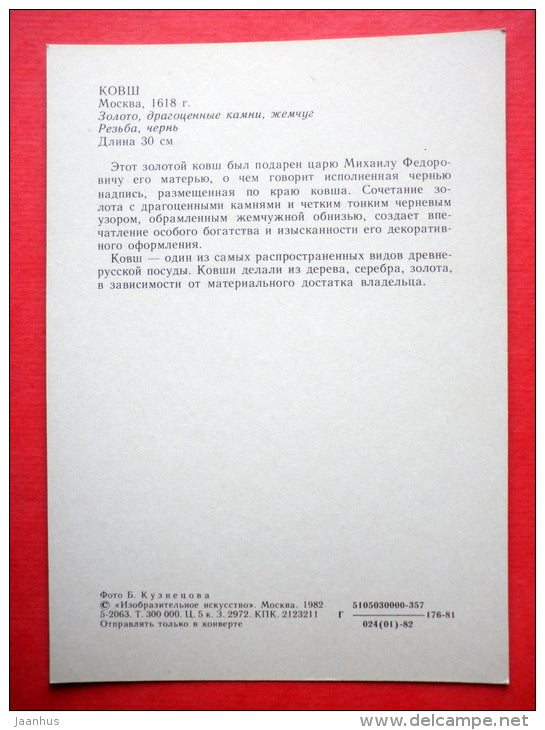 КОВШ
Москва, 1618 г.
Золото, драгоценные камни, жемчуг
Резьба, чернь
Длина 30 см
Этот золотой ковш был подарен царю Михаилу Федоро-
вичу его матерью, о чем говорит исполненная чернью
надпись, размещенная по краю ковша. Сочетание зо-
лота с драгоценными камнями и четким тонким черневым
узором, обрамленным жемчужной обнизью, создает впе-
чатление особого богатства и изысканности его декоратив-
ного оформления.
Ковш — один из самых распространенных видов древне-
русской посуды. Ковши делали из дерева, серебра, золота,
в зависимости от материального достатка владельца.
Фото Б. Кузнецова
© «Изобразительное искусство». Москва. 1982
5-2063. Т. 300 000. Ц. 5 к. З. 2972. КПК. 2123211
Отправлять только в конверте
5105030000-357
Г 176-81
024(01)-82
jaanhus
www.delcampe.net